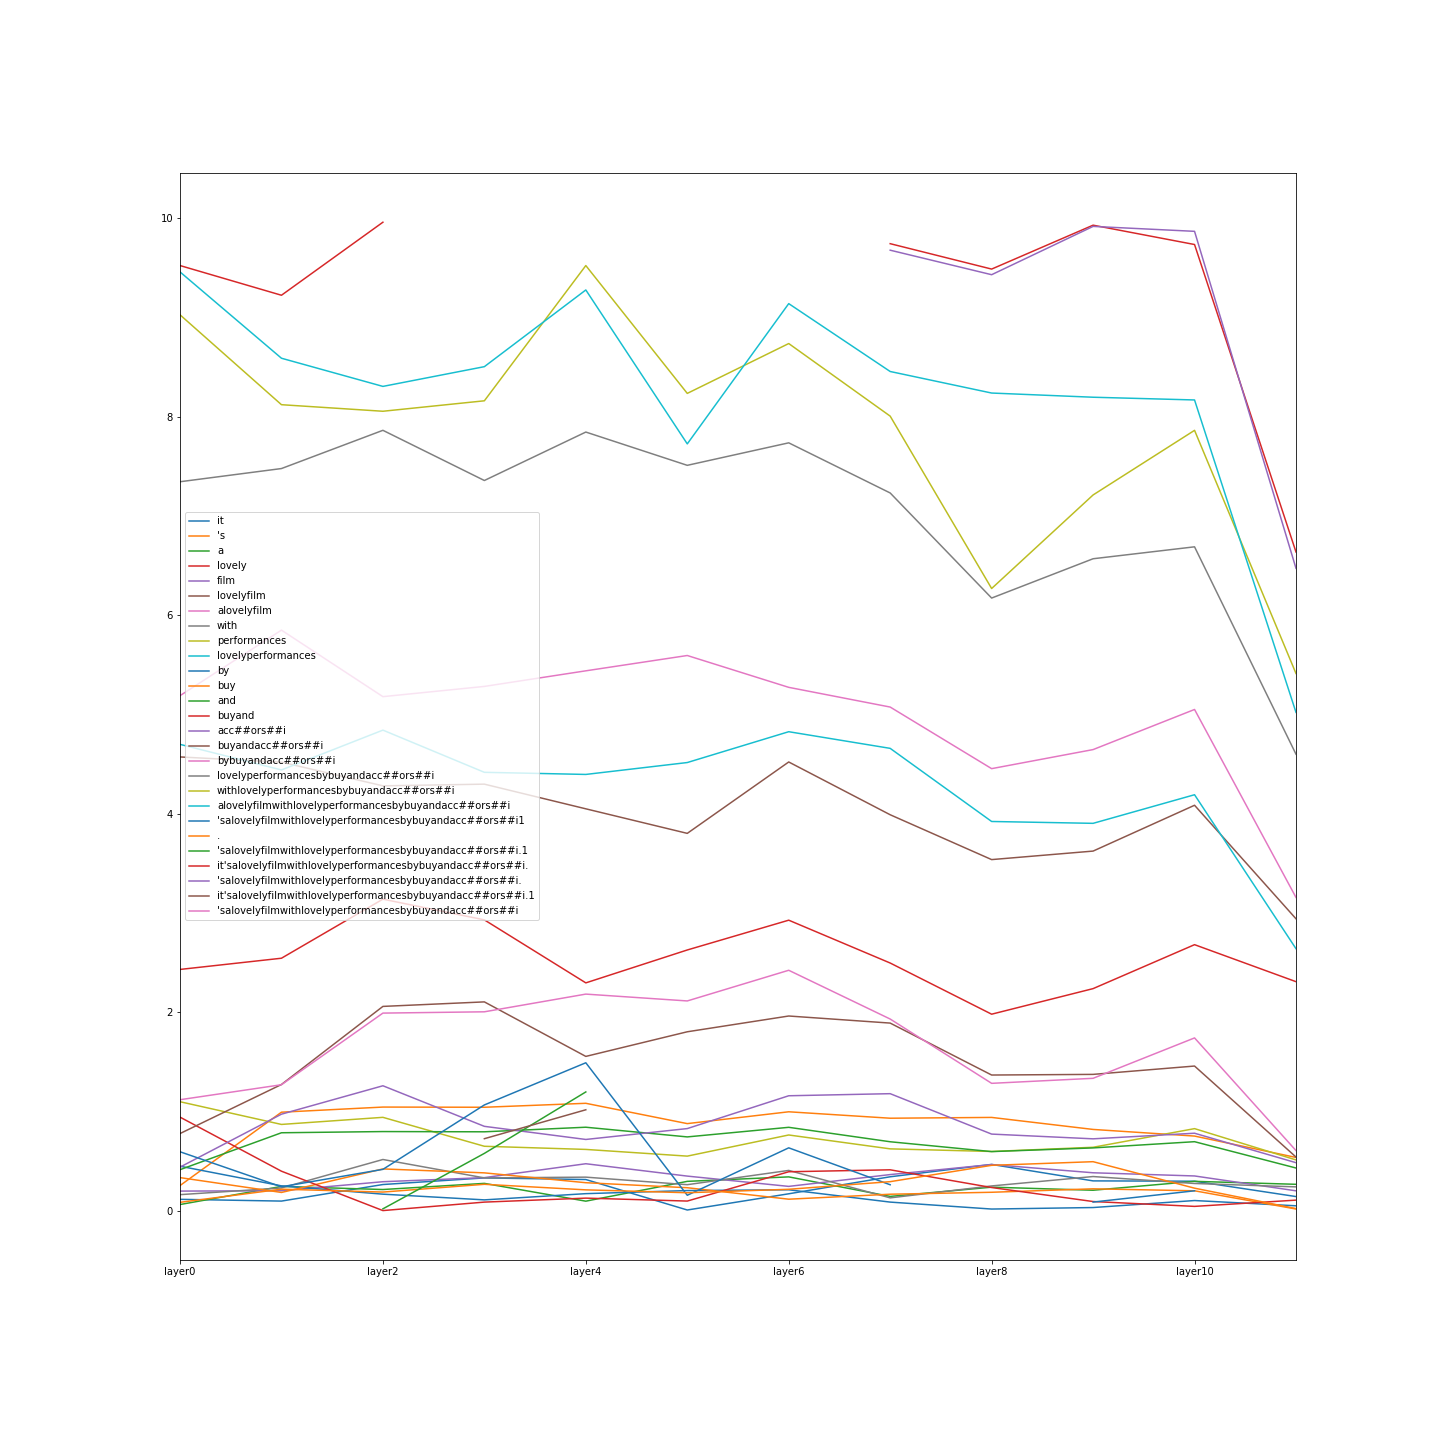 10
8
6
4
2
0
it
's
a
lovely
film
lovelyfilm
alovelyfilm
with
performances
lovelyperformances
by
buy
and
buyand
acc##ors##i
buyandacc##ors##i
bybuyandacc##ors##i
lovelyperformancesbybuyandacc##ors##i
withlovelyperformancesbybuyandacc##ors##i
alovelyfilmwithlovelyperformancesbybuyandacc##ors##i
'salovelyfilmwithlovelyperformancesbybuyandacc##ors##i1
.
'salovelyfilmwithlovelyperformancesbybuyandacc##ors##i.1
it'salovelyfilmwithlovelyperformancesbybuyandacc##ors##i.
'salovelyfilmwithlovelyperformancesbybuyandacc##ors##i.
it'salovelyfilmwithlovelyperformancesbybuyandacc##ors##i.1
'salovelyfilmwithlovelyperformancesbybuyandacc##ors##i
layer0 layer2 layer4 layer6 layer8 layer10